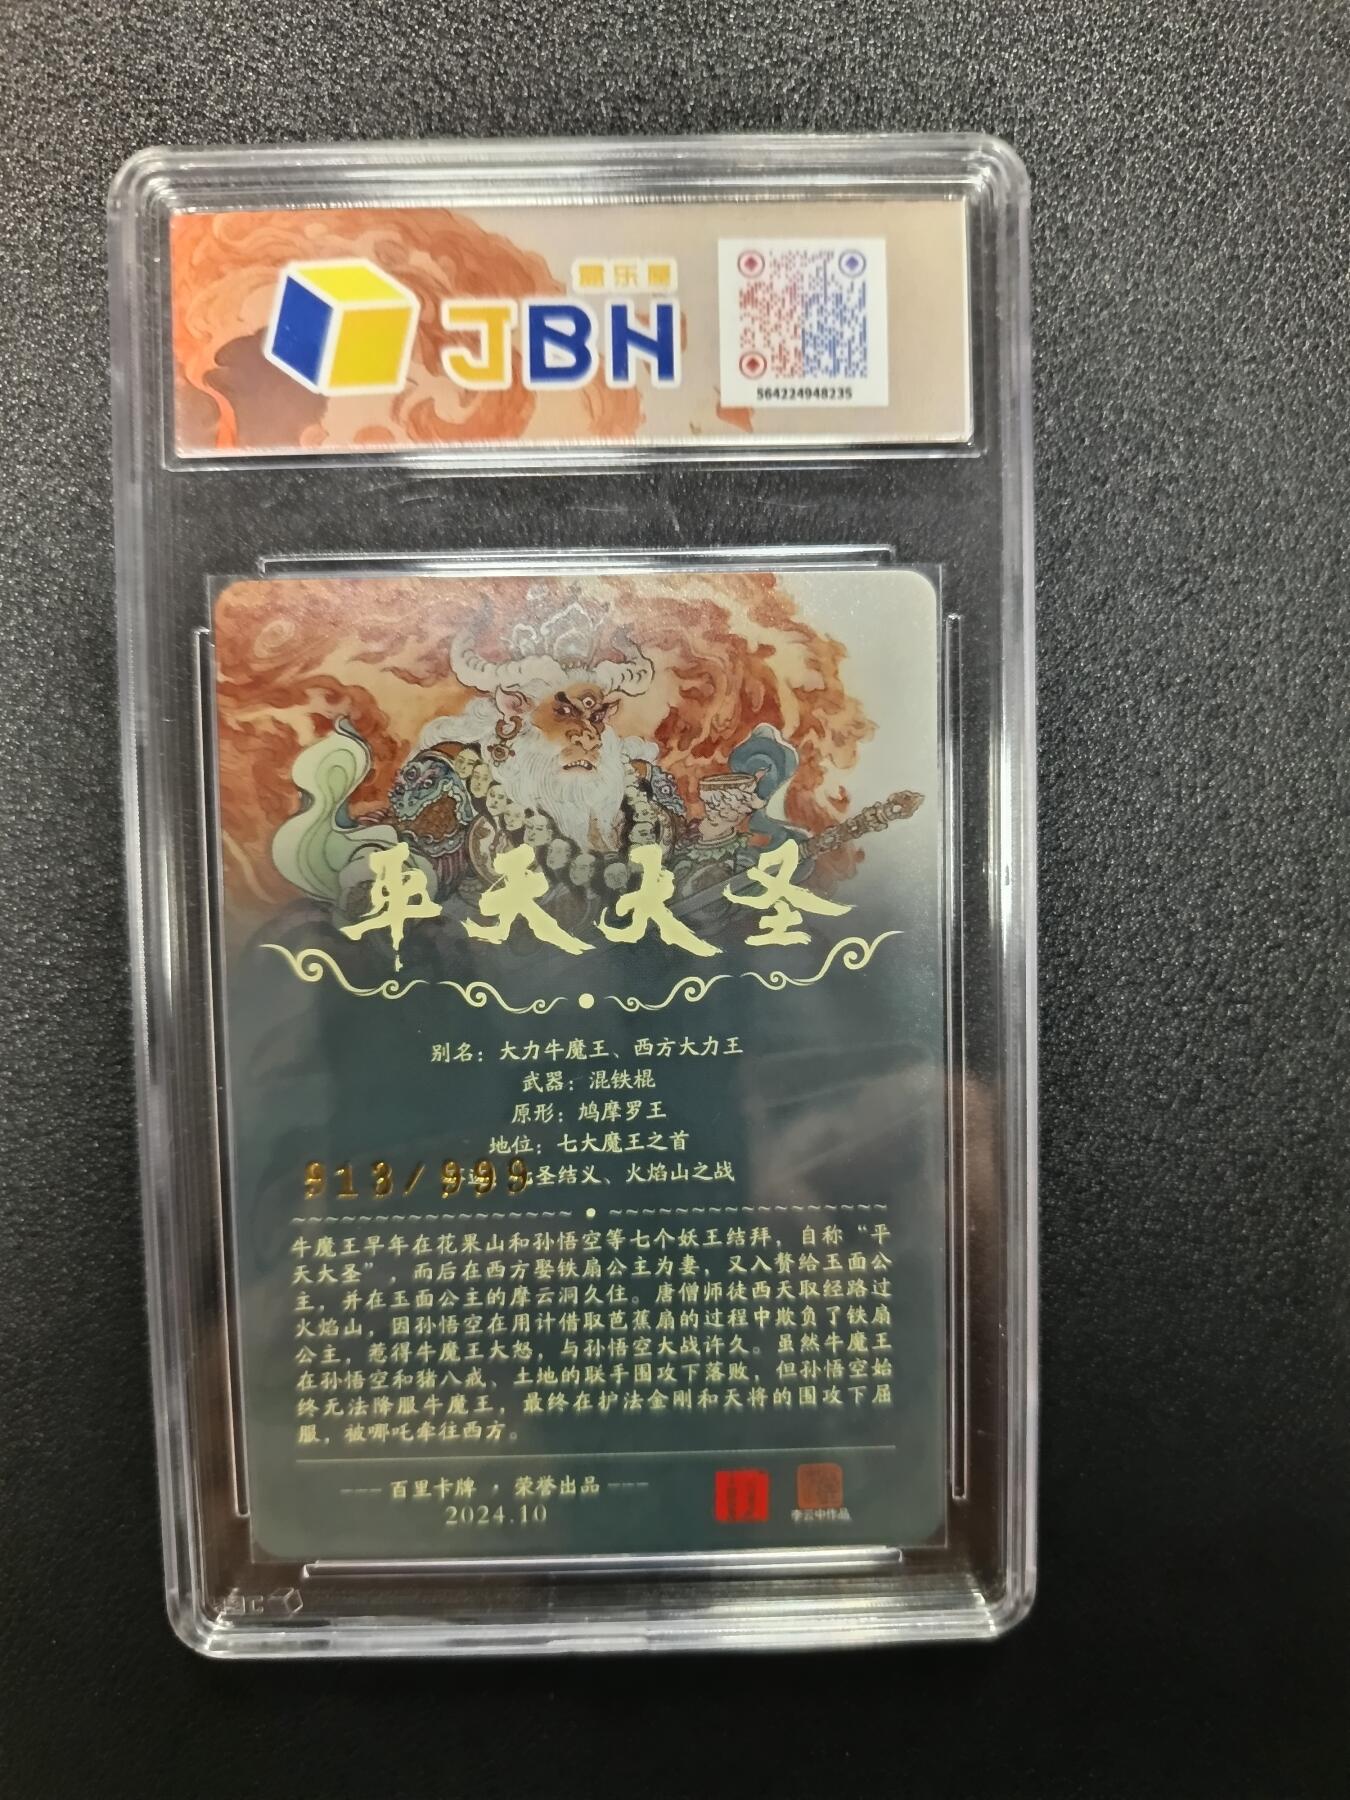 盒乐屋
JBH
564224948235
平天大圣
别名：大力牛魔王、西方大力王
武器：混铁棍
原形：鸠摩罗王
地位：七大魔王之首
913/999
圣结义、火焰山之战
牛魔王早年在花果山和孙悟空等七个妖王结拜，自称“平
天大圣”，而后在西方娶铁扇公主为妻，又入赘给玉面公
主，并在玉面公主的摩云洞久住。唐僧师徒西天取经路过
火焰山，因孙悟空在用计借取芭蕉扇的过程中欺负了铁扇
公主，惹得牛魔王大怒，与孙悟空大战许久。虽然牛魔王
在孙悟空和猪八戒、土地的联手围攻下落败，但孙悟空始
终无法降服牛魔王，最终在护法金刚和天将的围攻下屈
服，被哪吒牵往西方。
--- 百里卡牌 · 荣誉出品 ---
2024.10
李云中作品